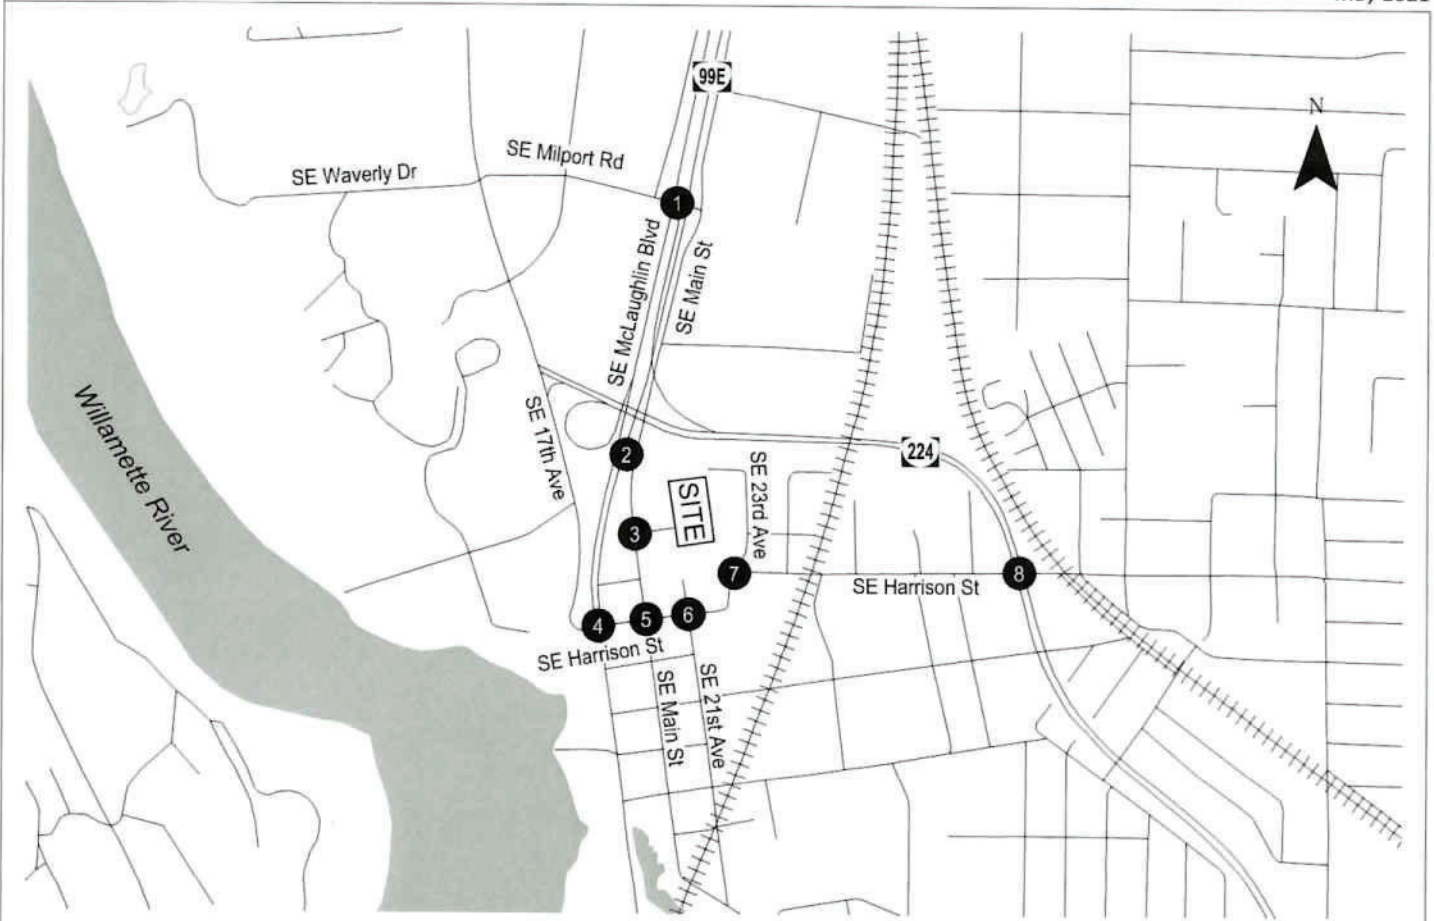 99E
N
SE Milport Rd
SE Waverly Dr
1
SE McLaughlin Blvd
SE Main St
Willamette River
SE 17th Ave
2
224
SITE
SE 23rd Ave
3
7
8
SE Harrison St
4
5
6
SE Harrison St
SE Main St
SE 21st Ave